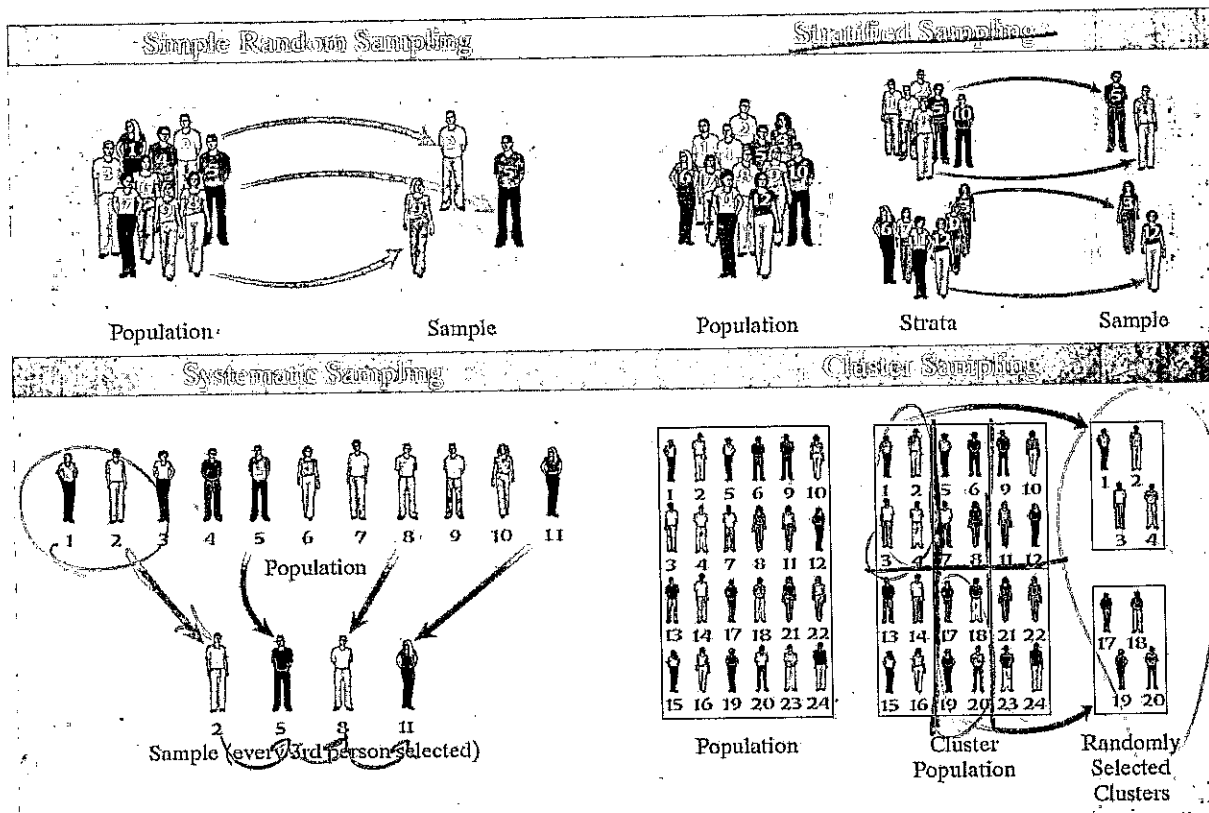 Simple Random Sampling
Stratified Sampling
Population
Sample
Population
Strata
Sample
Systematic Sampling
Cluster Sampling
1 2 3 4 5 6 7 8 9 10 11
Population
2 5 8 11
Sample (every 3rd person selected)
1 2 5 6 9 10
3 4 7 8 11 12
13 14 17 18 21 22
15 16 19 20 23 24
Population
1 2 5 6 9 10
3 4 7 8 11 12
13 14 17 18 21 22
15 16 19 20 23 24
Cluster
Population
1 2
3 4
17 18
19 20
Randomly
Selected
Clusters